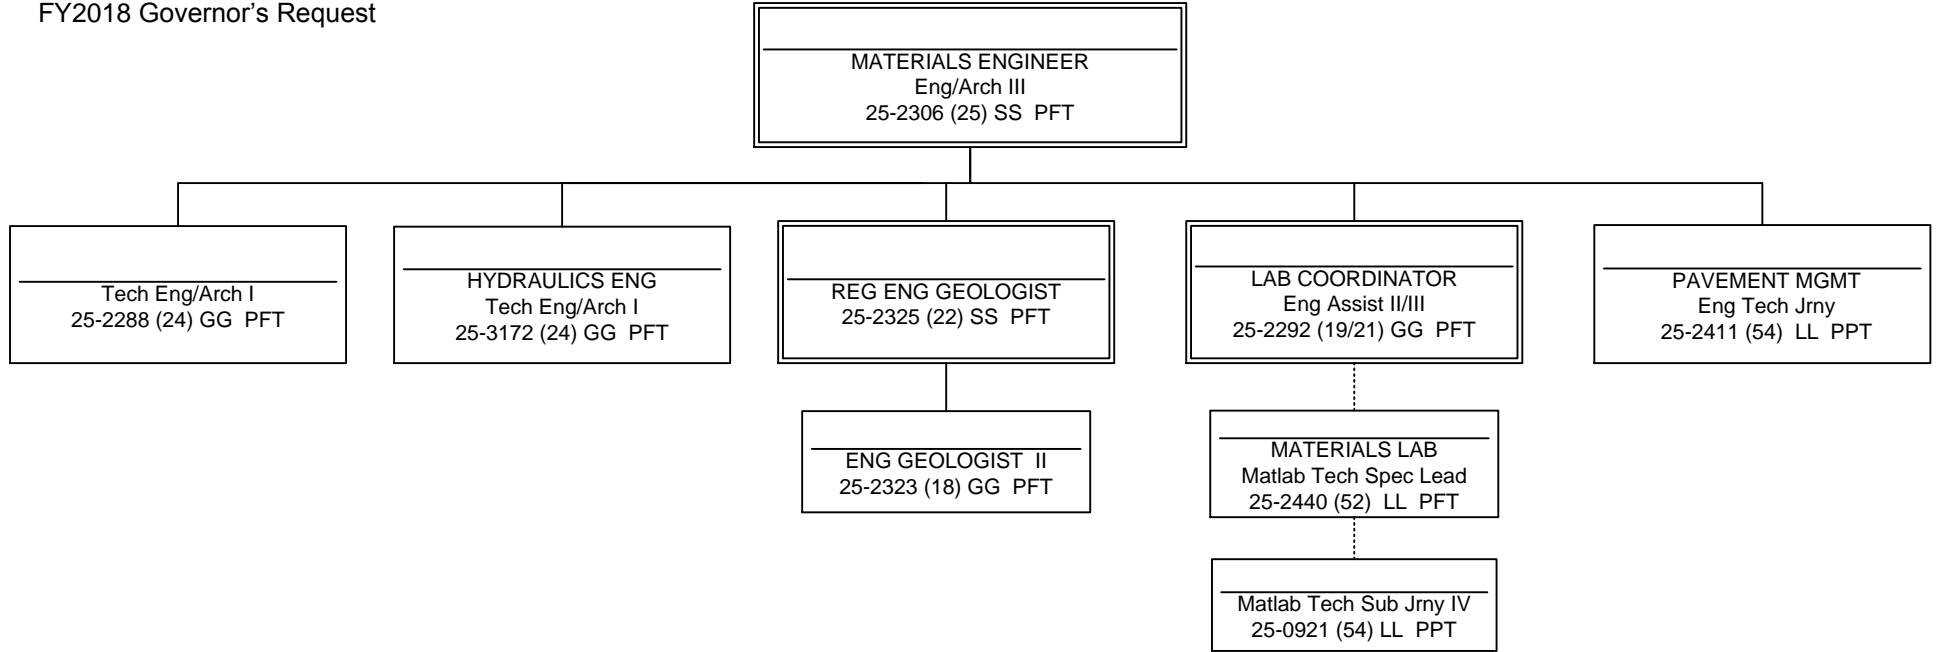 FY2018 Governor’s Request
MATERIALS ENGINEER
Eng/Arch III
25-2306 (25) SS  PFT
Tech Eng/Arch I
25-2288 (24) GG  PFT
HYDRAULICS ENG
Tech Eng/Arch I
25-3172 (24) GG  PFT
REG ENG GEOLOGIST
25-2325 (22) SS  PFT
LAB COORDINATOR
Eng Assist II/III
25-2292 (19/21) GG  PFT
PAVEMENT MGMT
Eng Tech Jrny
25-2411 (54)  LL  PPT
ENG GEOLOGIST  II
25-2323 (18) GG  PFT
MATERIALS LAB
Matlab Tech Spec Lead
25-2440 (52)  LL  PFT
Matlab Tech Sub Jrny IV
25-0921 (54) LL  PPT